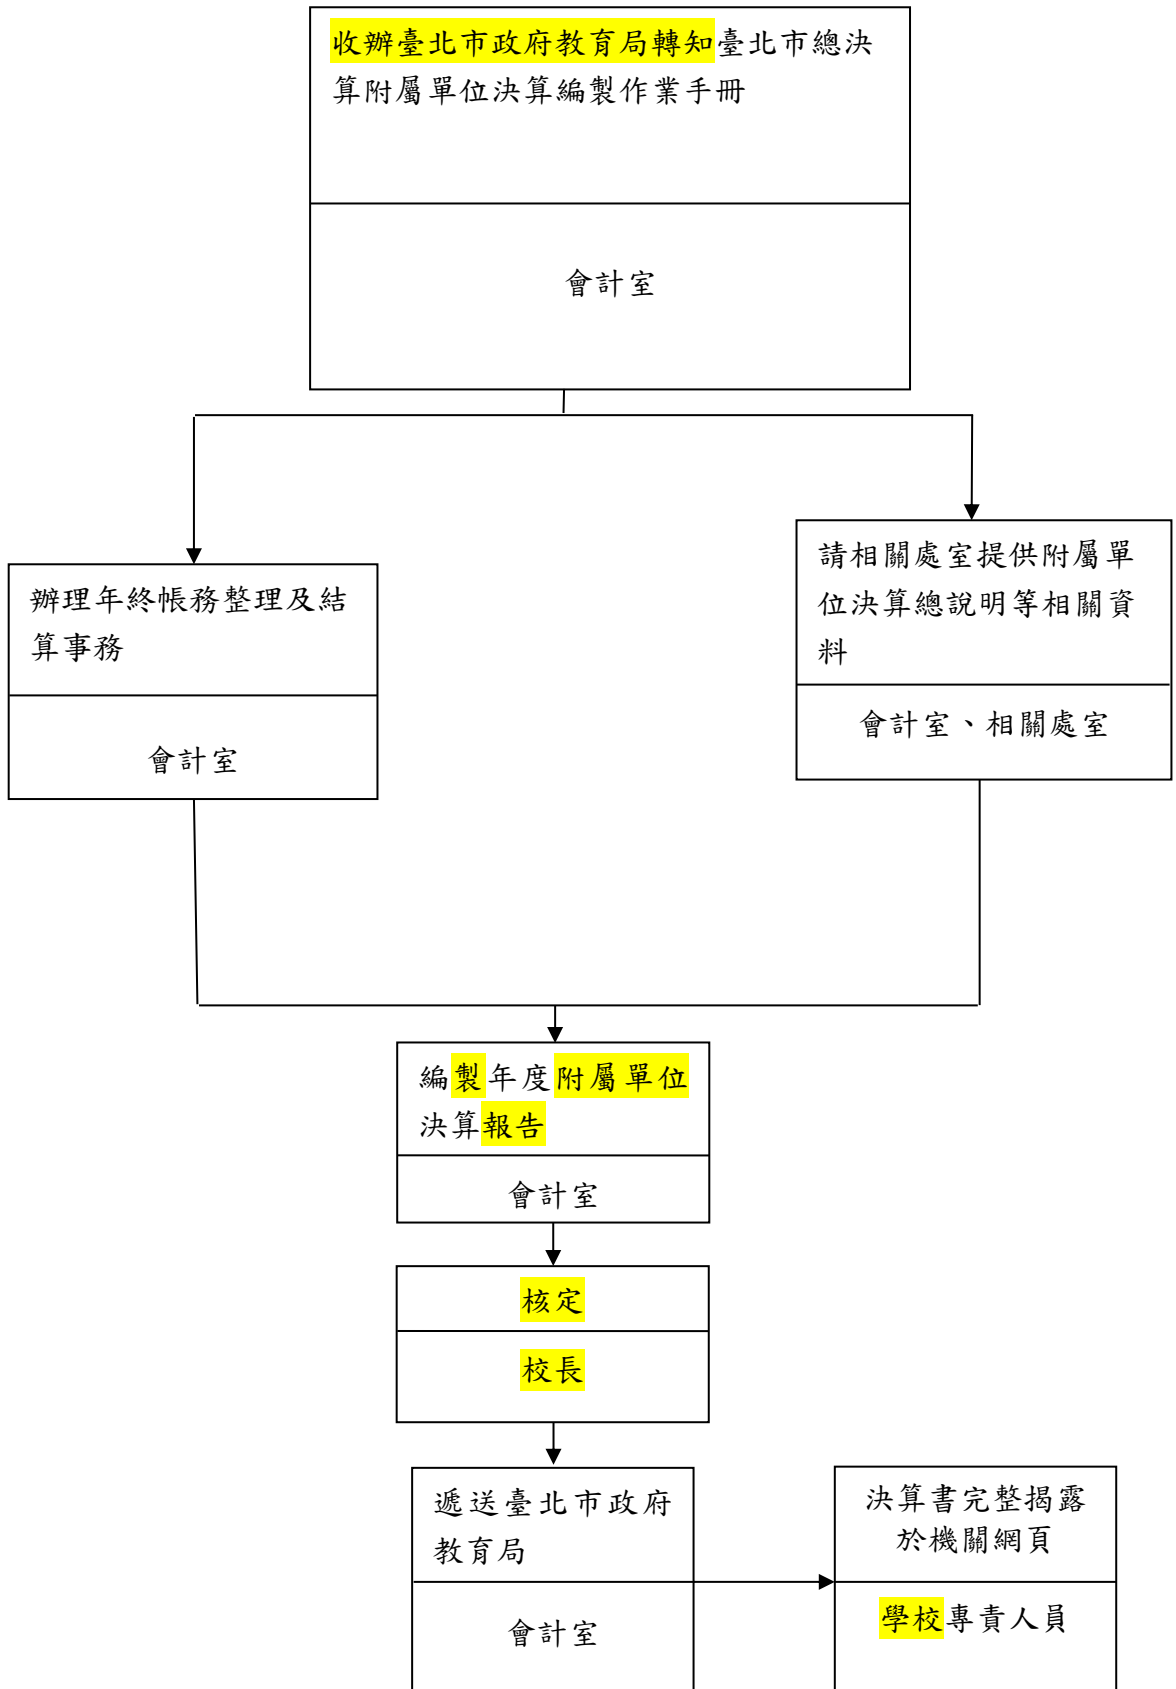 收辦臺北市政府教育局轉知臺北市總決
算附屬單位決算編製作業手冊
會計室
辦理年終帳務整理及結
算事務
會計室
請相關處室提供附屬單
位決算總說明等相關資
料
會計室、相關處室
編製年度附屬單位
決算報告
會計室
核定
校長
遞送臺北市政府
教育局
會計室
決算書完整揭露
於機關網頁
學校專責人員